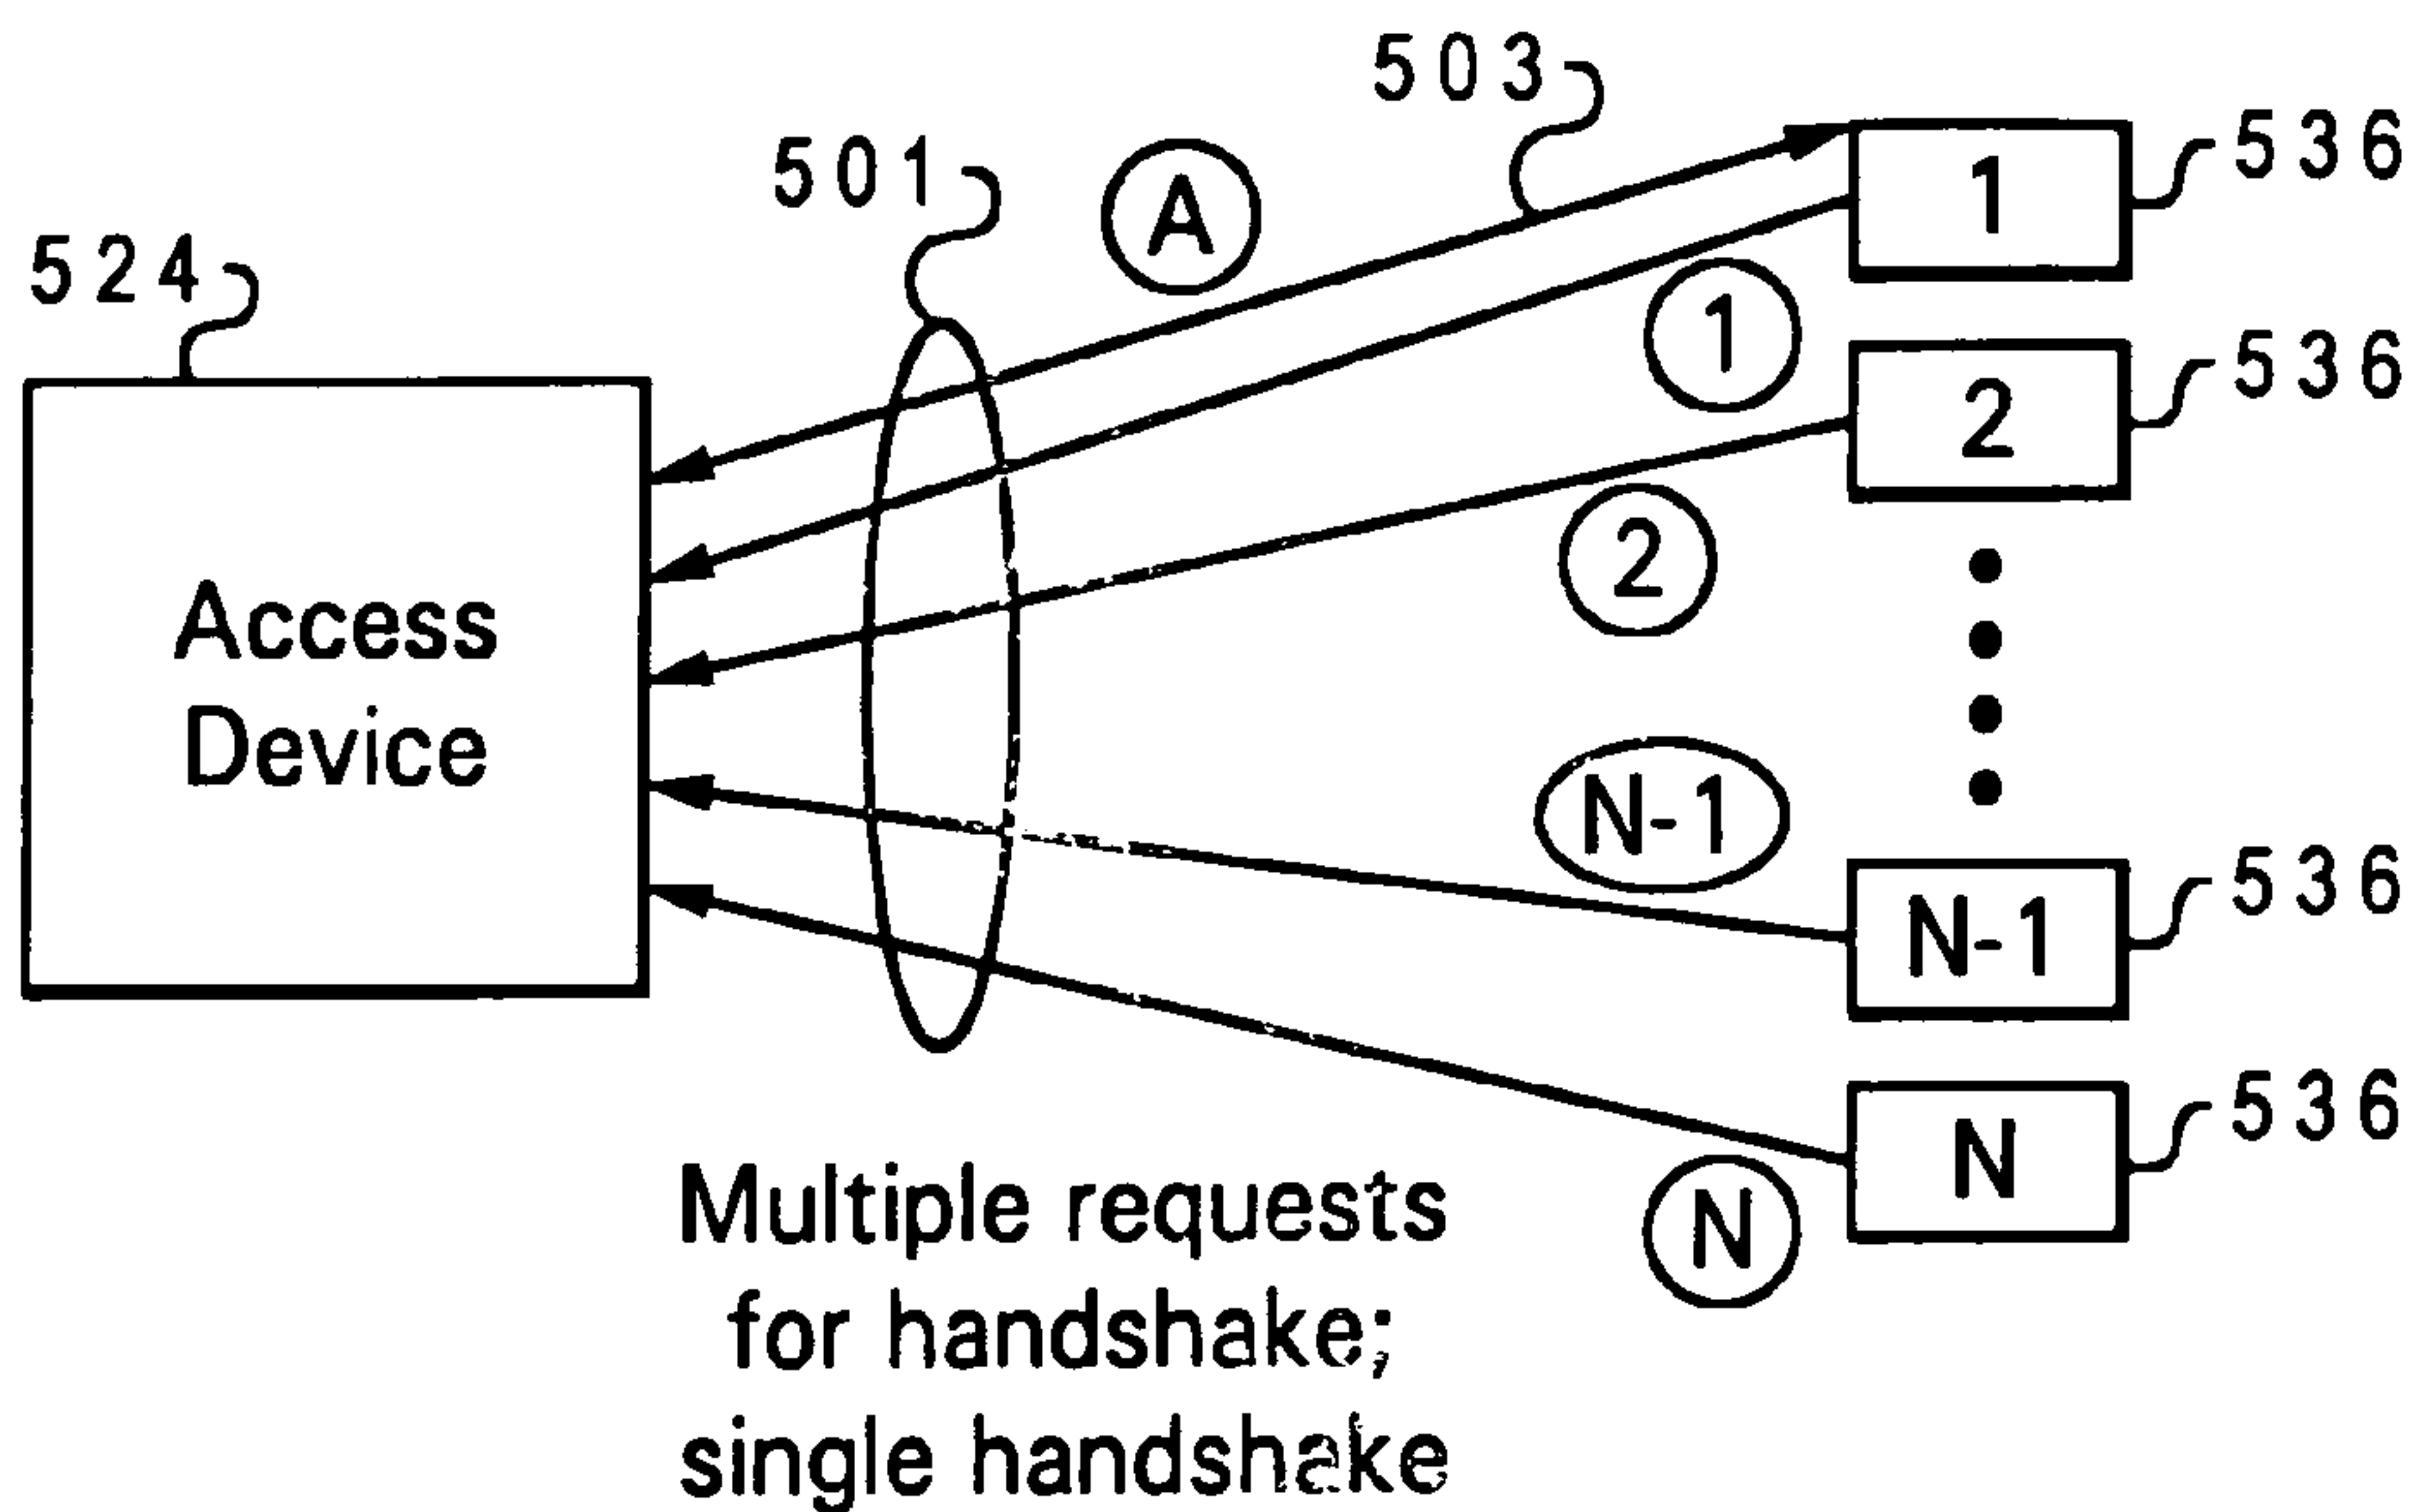 503
501
A
1
536
524
1
2
536
2
Access
Device
N-1
N-1
536
N
536
N
Multiple requests
for handshake;
single handshake